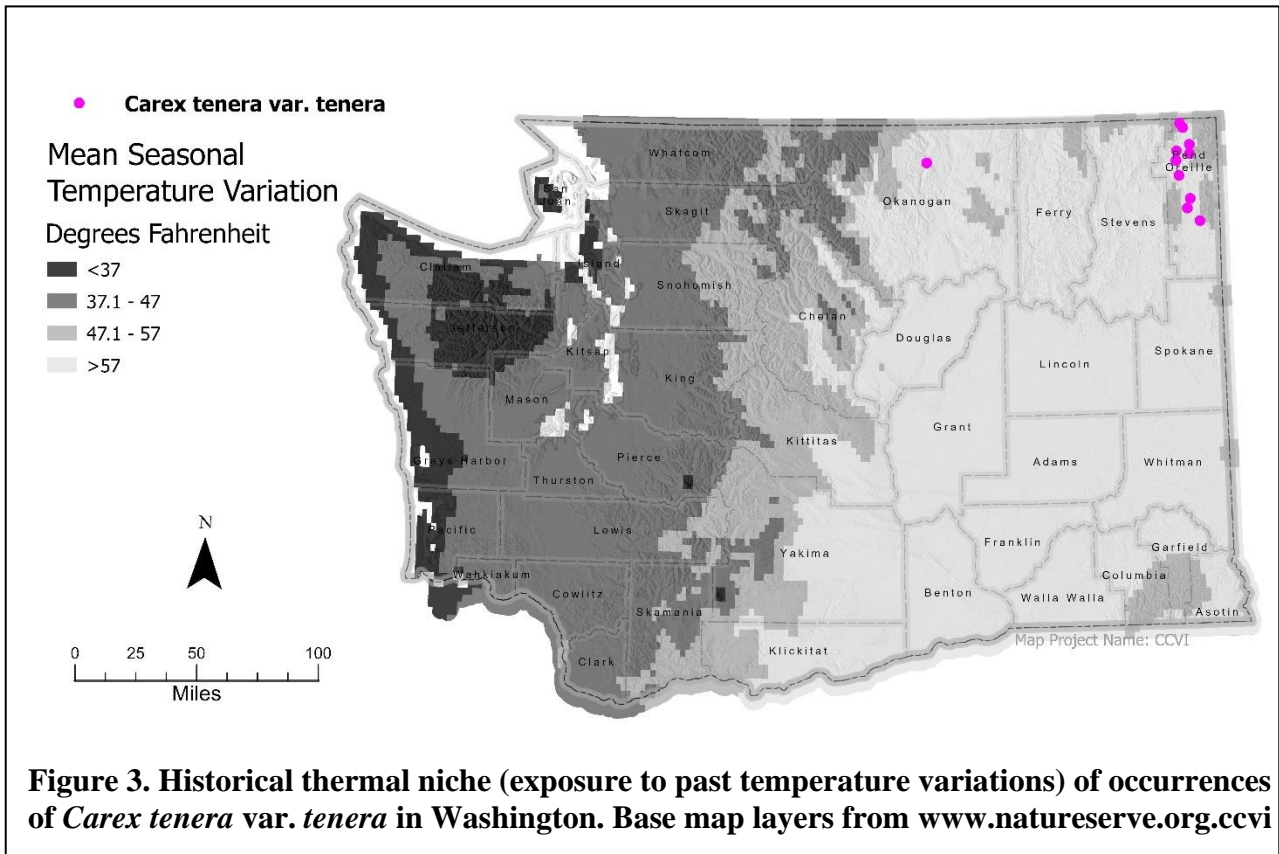 Carex tenera var. tenera
Mean Seasonal
Temperature Variation
Degrees Fahrenheit
<37
37.1 - 47
47.1 - 57
>57
Whatcom
San
Juan
Skagit
Okanogan
Ferry
Stevens
Pend
Oreille
Island
Clallam
Snohomish
Chelan
Jefferson
Douglas
Kitsap
Lincoln
Spokane
King
Mason
Grant
Kittitas
Grays Harbor
Pierce
Adams
Whitman
Thurston
Pacific
Lewis
Yakima
Franklin
Garfield
Wahkiakum
Columbia
Cowlitz
Benton
Walla Walla
Skamania
Asotin
Map Project Name: CCVI
Klickitat
Clark
N
0 25 50 100
Miles
Figure 3. Historical thermal niche (exposure to past temperature variations) of occurrences
of Carex tenera var. tenera in Washington. Base map layers from www.natureserve.org.ccvi